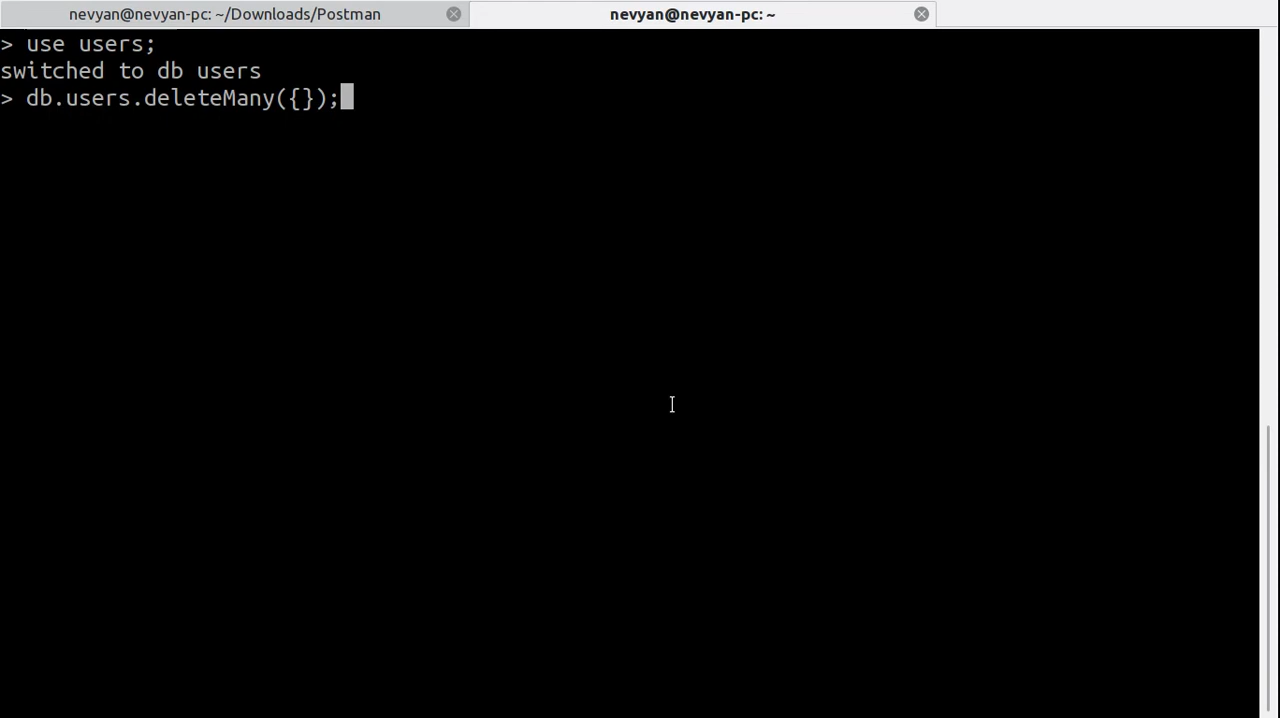 nevyan@nevyan-pc: ~/Downloads/Postman
nevyan@nevyan-pc: ~
> use users;
switched to db users
> db.users.deleteMany({});